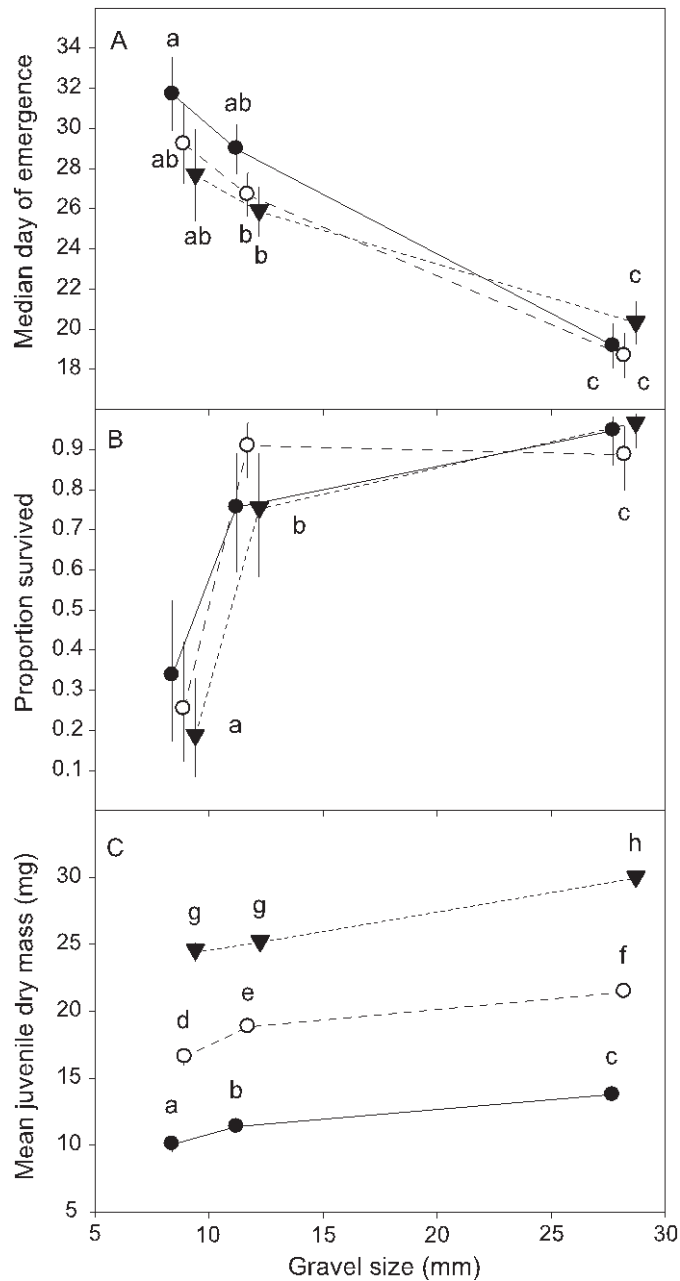 A
34
32
30
28
26
24
22
20
18
Median day of emergence
a
ab
ab
ab
b
b
c
c
c
B
0.9
0.8
0.7
0.6
0.5
0.4
0.3
0.2
0.1
Proportion survived
a
b
c
C
30
25
20
15
10
5
Mean juvenile dry mass (mg)
g
g
h
d
e
f
a
b
c
5
10
15
20
25
30
Gravel size (mm)